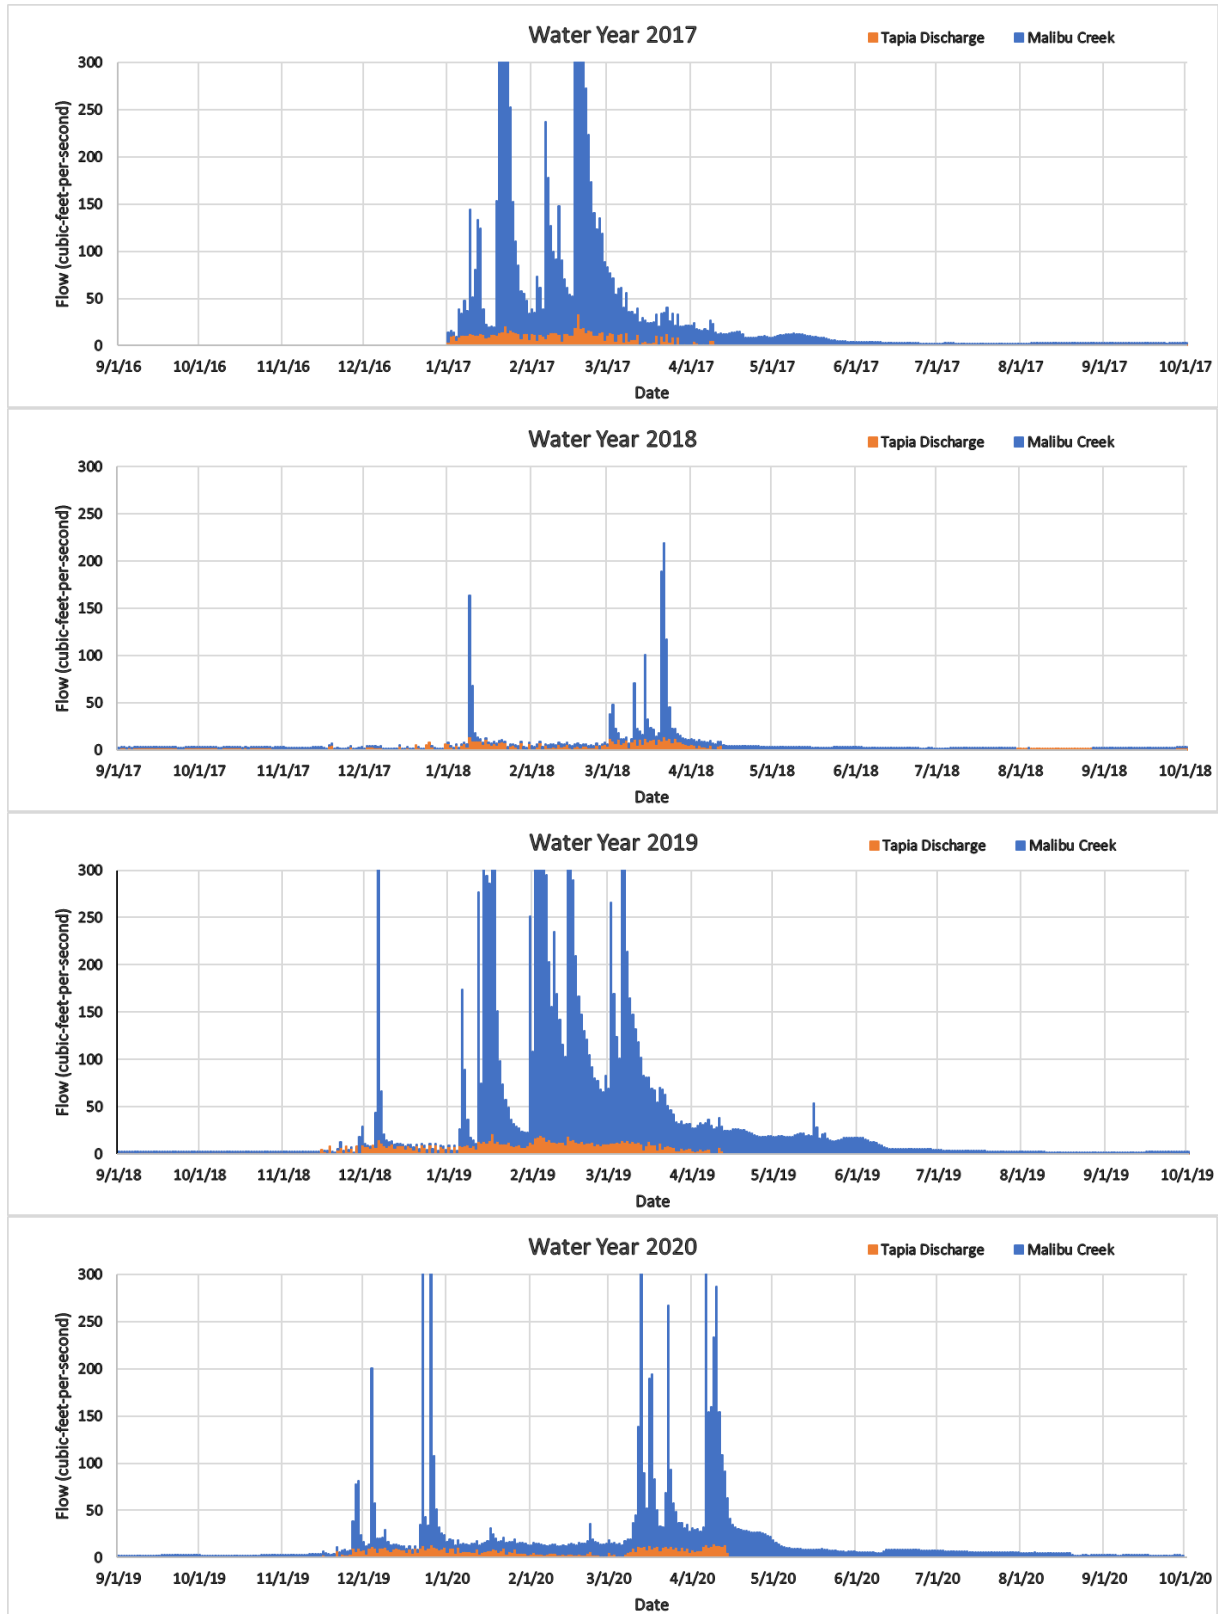 Water Year 2017
Tapia Discharge Malibu Creek
Flow (cubic-feet-per-second)
300
250
200
150
100
50
0
9/1/16 10/1/16 11/1/16 12/1/16 1/1/17 2/1/17 3/1/17 4/1/17 5/1/17 6/1/17 7/1/17 8/1/17 9/1/17 10/1/17
Date
Water Year 2018
Tapia Discharge Malibu Creek
Flow (cubic-feet-per-second)
300
250
200
150
100
50
0
9/1/17 10/1/17 11/1/17 12/1/17 1/1/18 2/1/18 3/1/18 4/1/18 5/1/18 6/1/18 7/1/18 8/1/18 9/1/18 10/1/18
Date
Water Year 2019
Tapia Discharge Malibu Creek
Flow (cubic-feet-per-second)
300
250
200
150
100
50
0
9/1/18 10/1/18 11/1/18 12/1/18 1/1/19 2/1/19 3/1/19 4/1/19 5/1/19 6/1/19 7/1/19 8/1/19 9/1/19 10/1/19
Date
Water Year 2020
Tapia Discharge Malibu Creek
Flow (cubic-feet-per-second)
300
250
200
150
100
50
0
9/1/19 10/1/19 11/1/19 12/1/19 1/1/20 2/1/20 3/1/20 4/1/20 5/1/20 6/1/20 7/1/20 8/1/20 9/1/20 10/1/20
Date